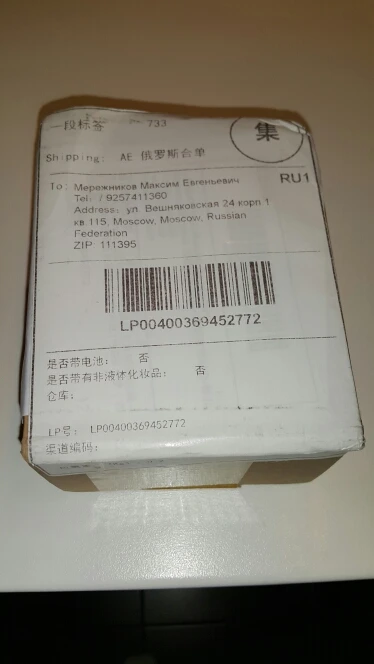 一段标签 733
集
Shipping: AE 俄罗斯合单
RU1
To: Мережников Максим Евгеньевич
Tel: / 9257411360
Address: ул. Вешняковская 24 корп 1
кв 115, Moscow, Moscow, Russian
Federation
ZIP: 111395
LP00400369452772
是否带电池: 否
是否带有非液体化妆品: 否
仓库:
LP号: LP00400369452772
渠道编码: